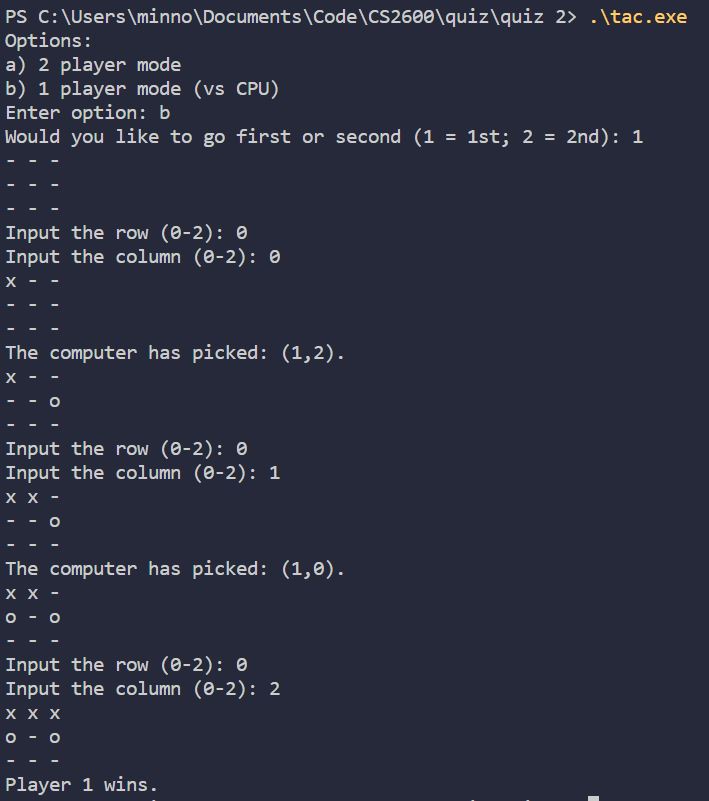 PS C:\Users\minno\Documents\Code\CS2600\quiz\quiz 2> .\tac.exe
Options:
a) 2 player mode
b) 1 player mode (vs CPU)
Enter option: b
Would you like to go first or second (1 = 1st; 2 = 2nd): 1
- - -
- - -
- - -
Input the row (0-2): 0
Input the column (0-2): 0
x - -
- - -
- - -
The computer has picked: (1,2).
x - -
- - o
- - -
Input the row (0-2): 0
Input the column (0-2): 1
x x -
- - o
- - -
The computer has picked: (1,0).
x x -
o - o
- - -
Input the row (0-2): 0
Input the column (0-2): 2
x x x
o - o
- - -
Player 1 wins.